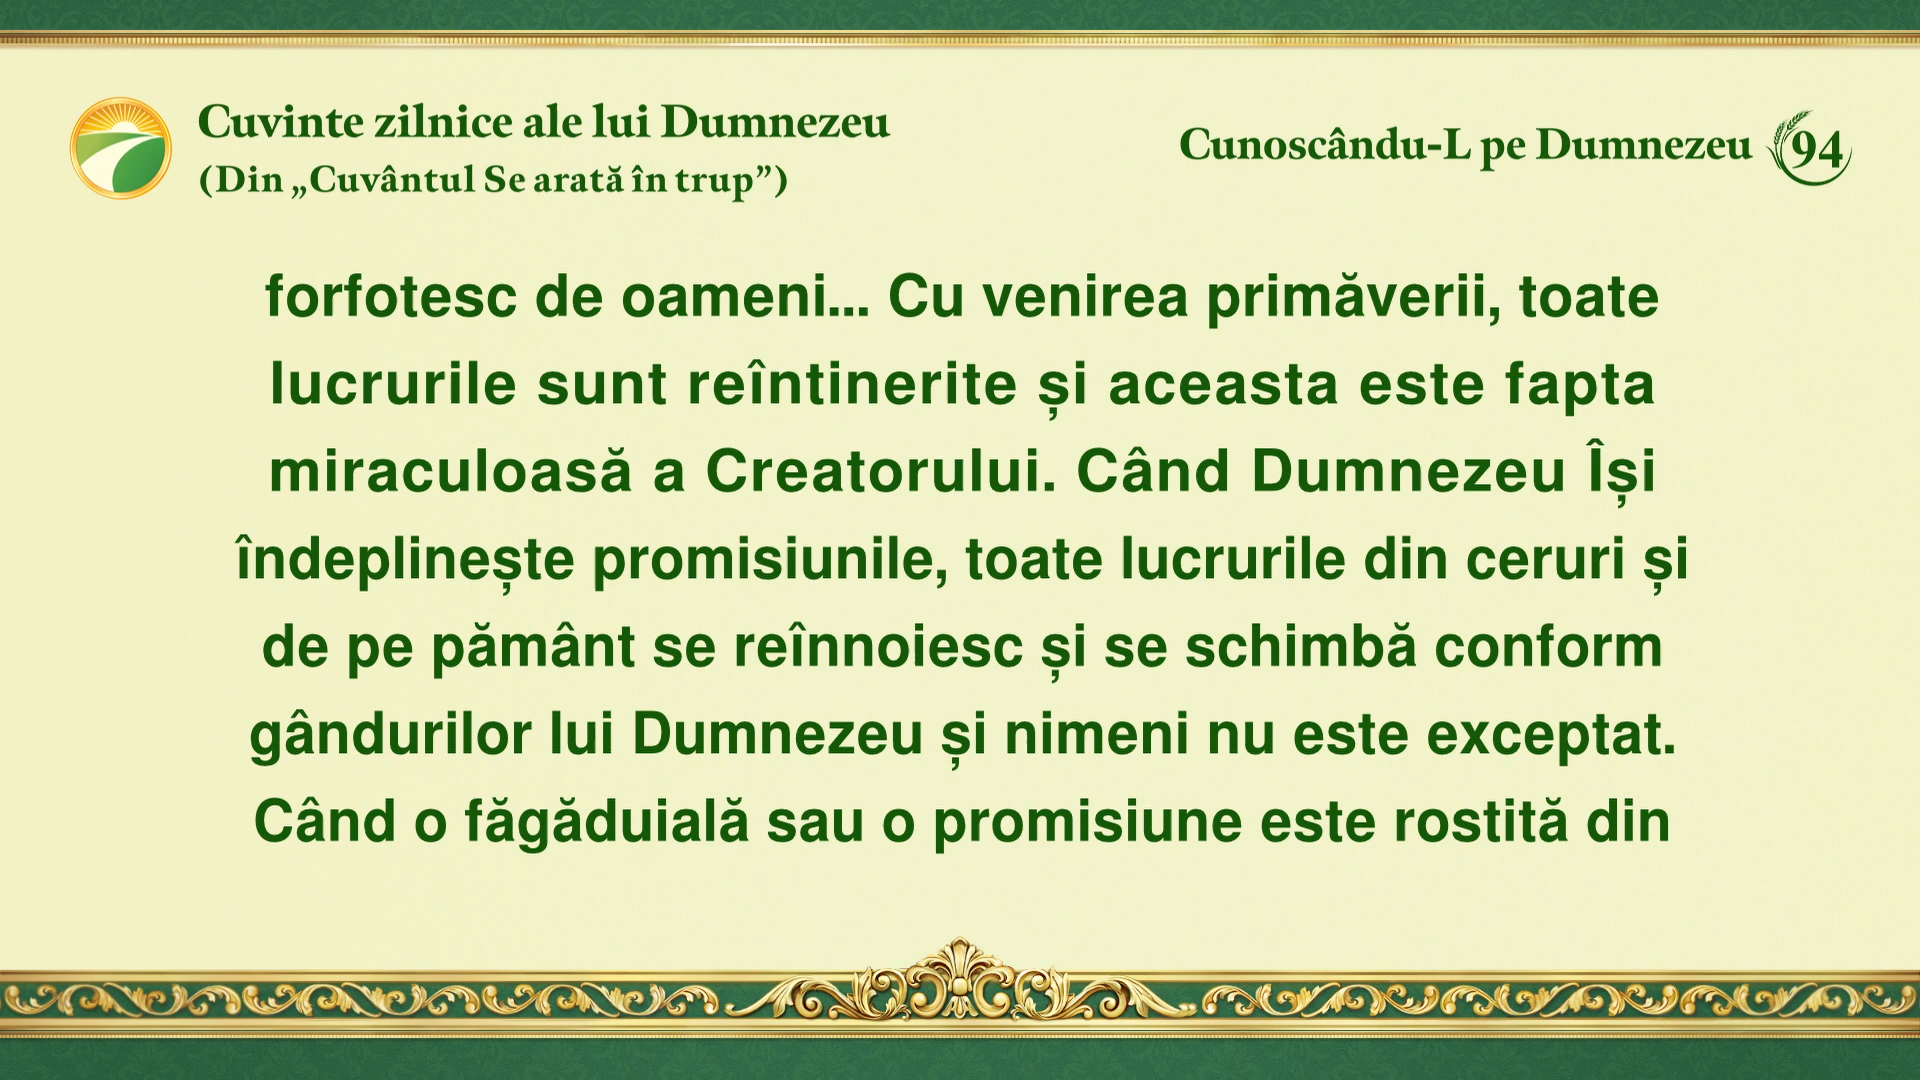 Cuvinte zilnice ale lui Dumnezeu
(Din „Cuvântul Se arată în trup”)
Cunoscându-L pe Dumnezeu 94
forfotesc de oameni... Cu venirea primăverii, toate
lucrurile sunt reîntinerite și aceasta este fapta
miraculoasă a Creatorului. Când Dumnezeu Își
îndeplinește promisiunile, toate lucrurile din ceruri și
de pe pământ se reînnoiesc și se schimbă conform
gândurilor lui Dumnezeu și nimeni nu este exceptat.
Când o făgăduială sau o promisiune este rostită din